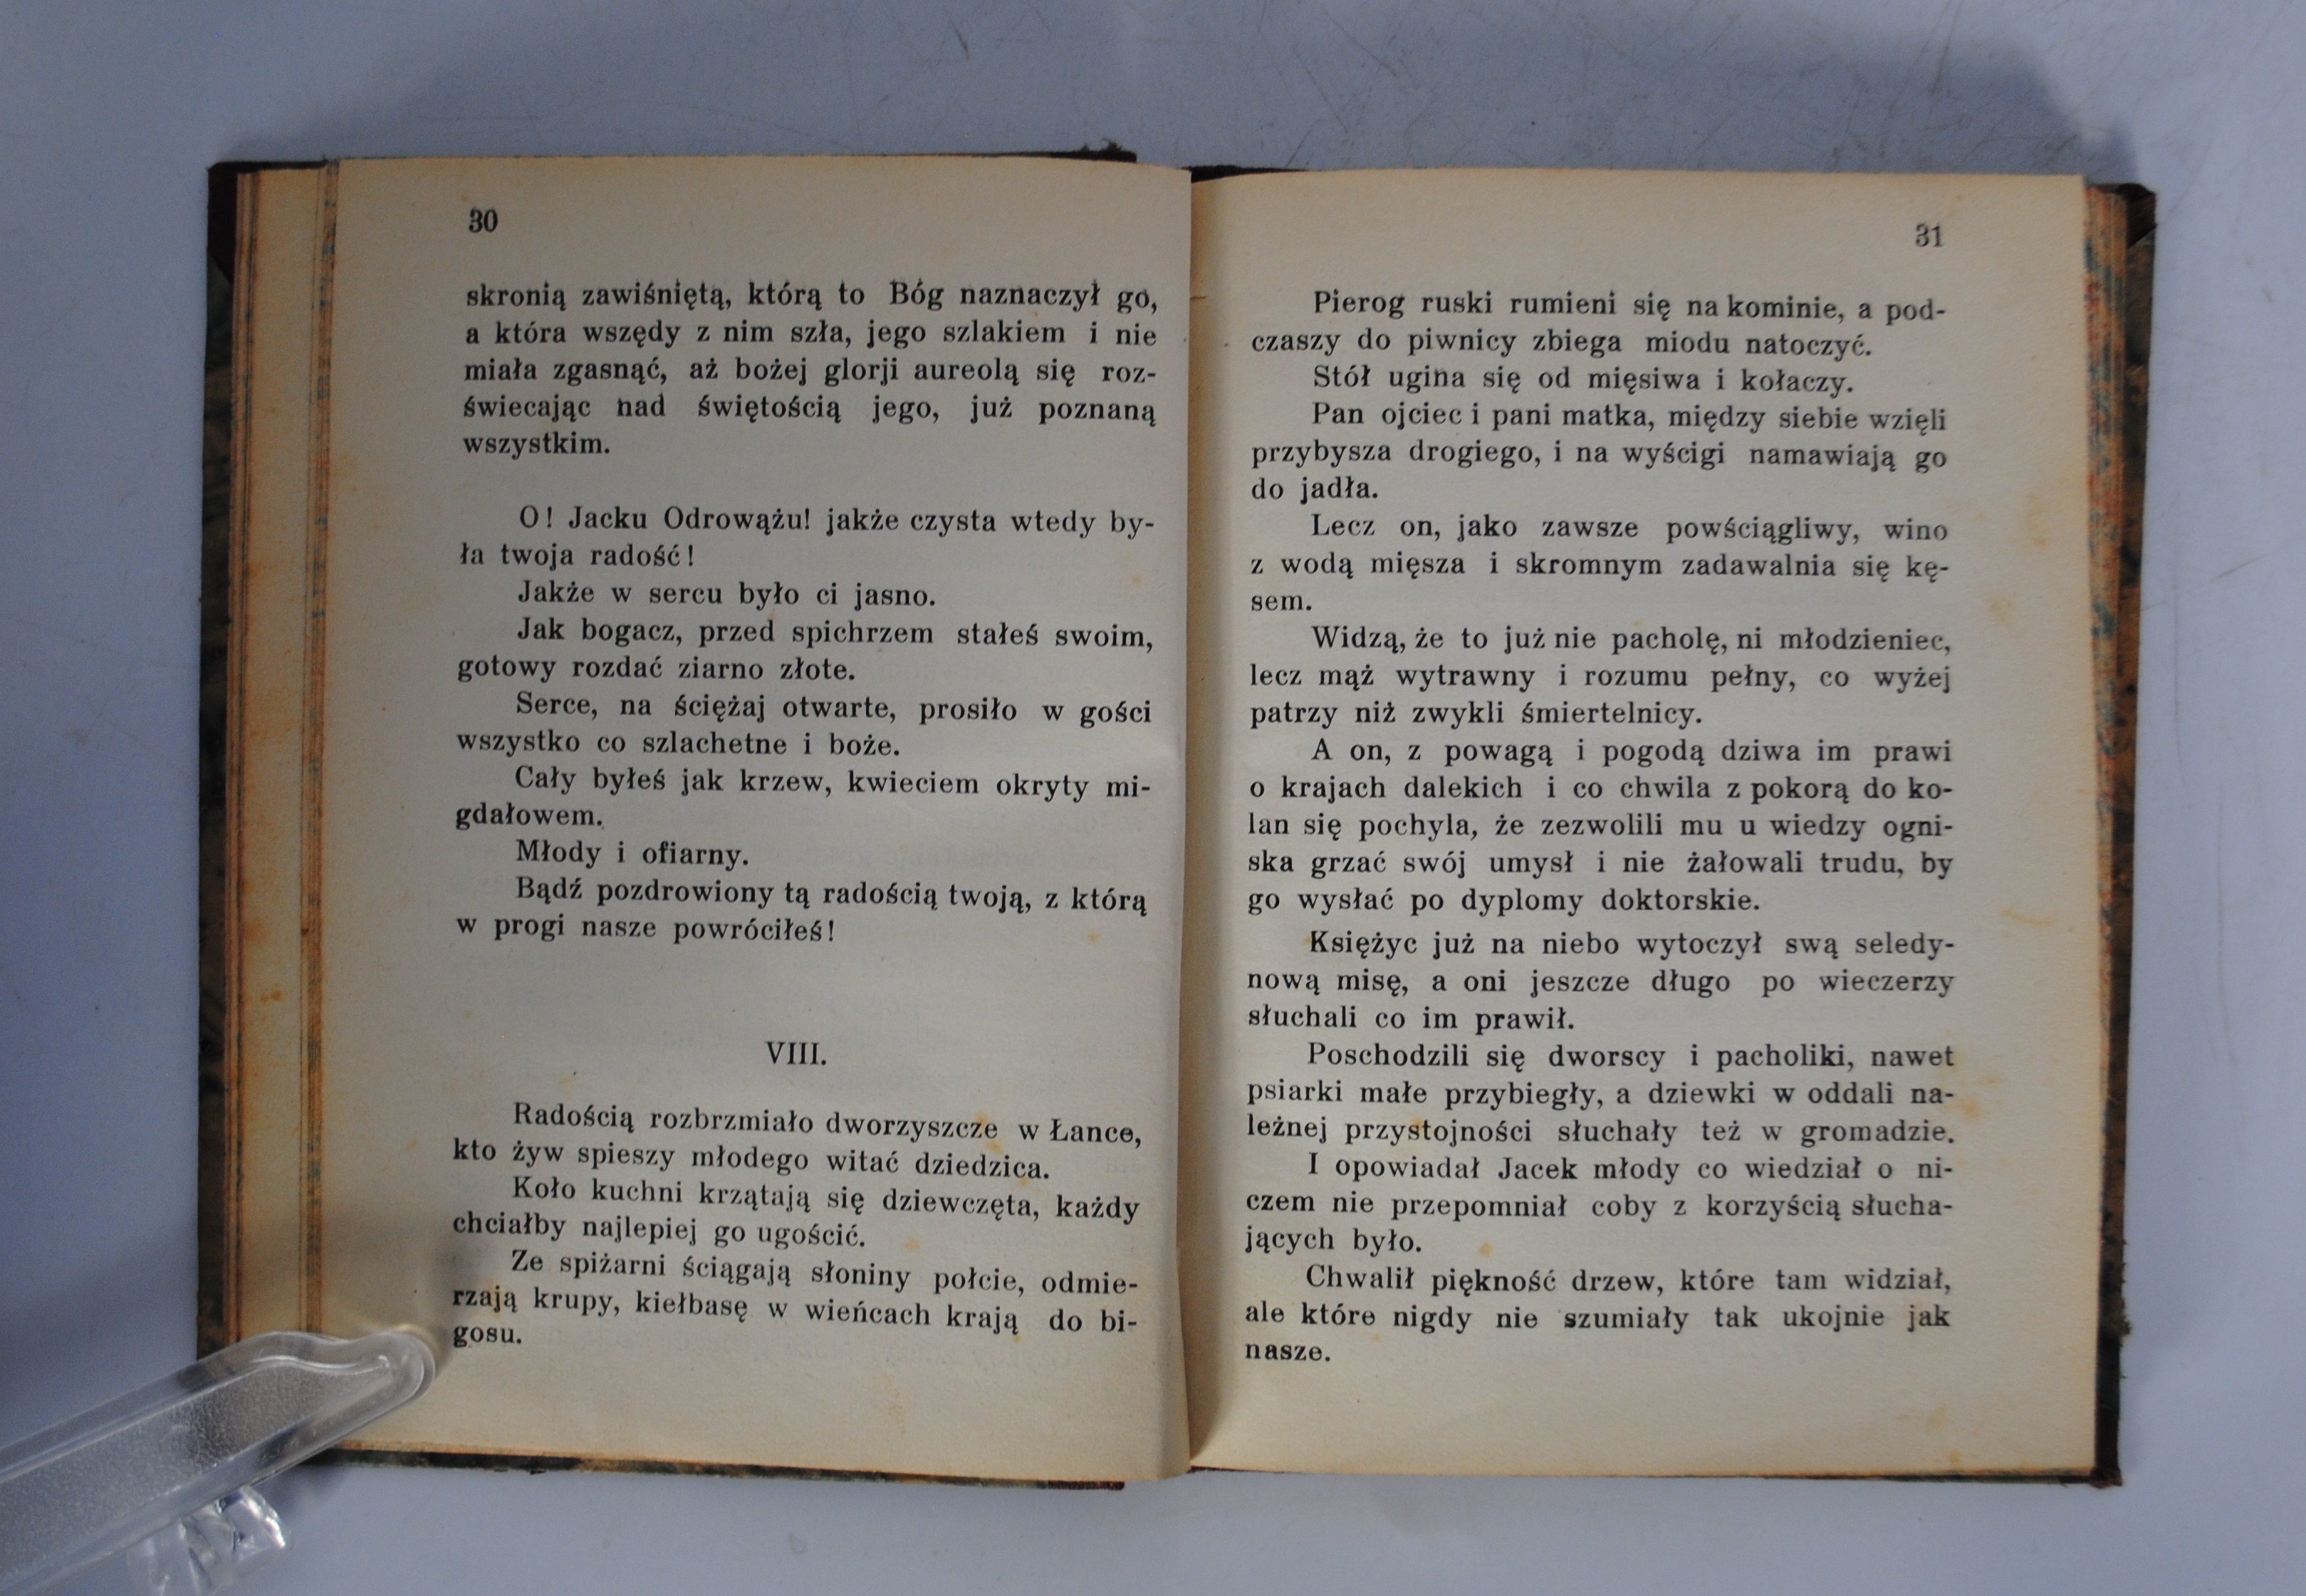 30
skronią zawiśniętą, którą to Bóg naznaczył go,
a która wszędy z nim szła, jego szlakiem i nie
miała zgasnąć, aż bożej glorji aureolą się roz-
świecając nad świętością jego, już poznaną
wszystkim.
O! Jacku Odrowążu! jakże czysta wtedy by-
ła twoja radość!
Jakże w sercu było ci jasno.
Jak bogacz, przed spichrzem stałeś swoim,
gotowy rozdać ziarno złote.
Serce, na ściężaj otwarte, prosiło w gości
wszystko co szlachetne i boże.
Cały byłeś jak krzew, kwieciem okryty mi-
gdałowem.
Młody i ofiarny.
Bądź pozdrowiony tą radością twoją, z którą
w progi nasze powróciłeś!
VIII.
Radością rozbrzmiało dworzyszcze w Łance,
kto żyw spieszy młodego witać dziedzica.
Koło kuchni krzątają się dziewczęta, każdy
chciałby najlepiej go ugościć.
Ze spiżarni ściągają słoniny połcie, odmie-
rzają krupy, kiełbasę w wieńcach krają do bi-
gosu.
31
Pierog ruski rumieni się na kominie, a pod-
czaszy do piwnicy zbiega miodu natoczyć.
Stół ugina się od mięsiwa i kołaczy.
Pan ojciec i pani matka, między siebie wzięli
przybysza drogiego, i na wyścigi namawiają go
do jadła.
Lecz on, jako zawsze powściągliwy, wino
z wodą mięsza i skromnym zadawalnia się kę-
sem.
Widzą, że to już nie pacholę, ni młodzieniec,
lecz mąż wytrawny i rozumu pełny, co wyżej
patrzy niż zwykli śmiertelnicy.
A on, z powagą i pogodą dziwa im prawi
o krajach dalekich i co chwila z pokorą do ko-
lan się pochyla, że zezwolili mu u wiedzy ogni-
ska grzać swój umysł i nie żałowali trudu, by
go wysłać po dyplomy doktorskie.
Księżyc już na niebo wytoczył swą seledy-
nową misę, a oni jeszcze długo po wieczerzy
słuchali co im prawił.
Poschodzili się dworscy i pacholiki, nawet
psiarki małe przybiegły, a dziewki w oddali na-
leżnej przystojności słuchały też w gromadzie.
I opowiadał Jacek młody co wiedział o ni-
czem nie przepomniał coby z korzyścią słucha-
jących było.
Chwalił piękność drzew, które tam widział,
ale które nigdy nie szumiały tak ukojnie jak
nasze.